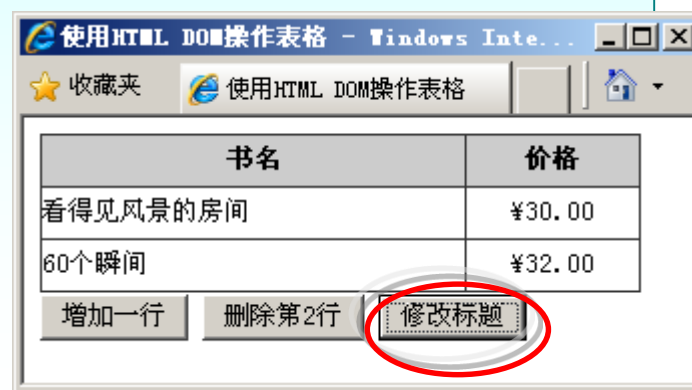 使用HTML DOM操作表格 - Windows Inte...
收藏夹 使用HTML DOM操作表格
书名 价格
看得见风景的房间 ¥30.00
60个瞬间 ¥32.00
增加一行 删除第2行 修改标题